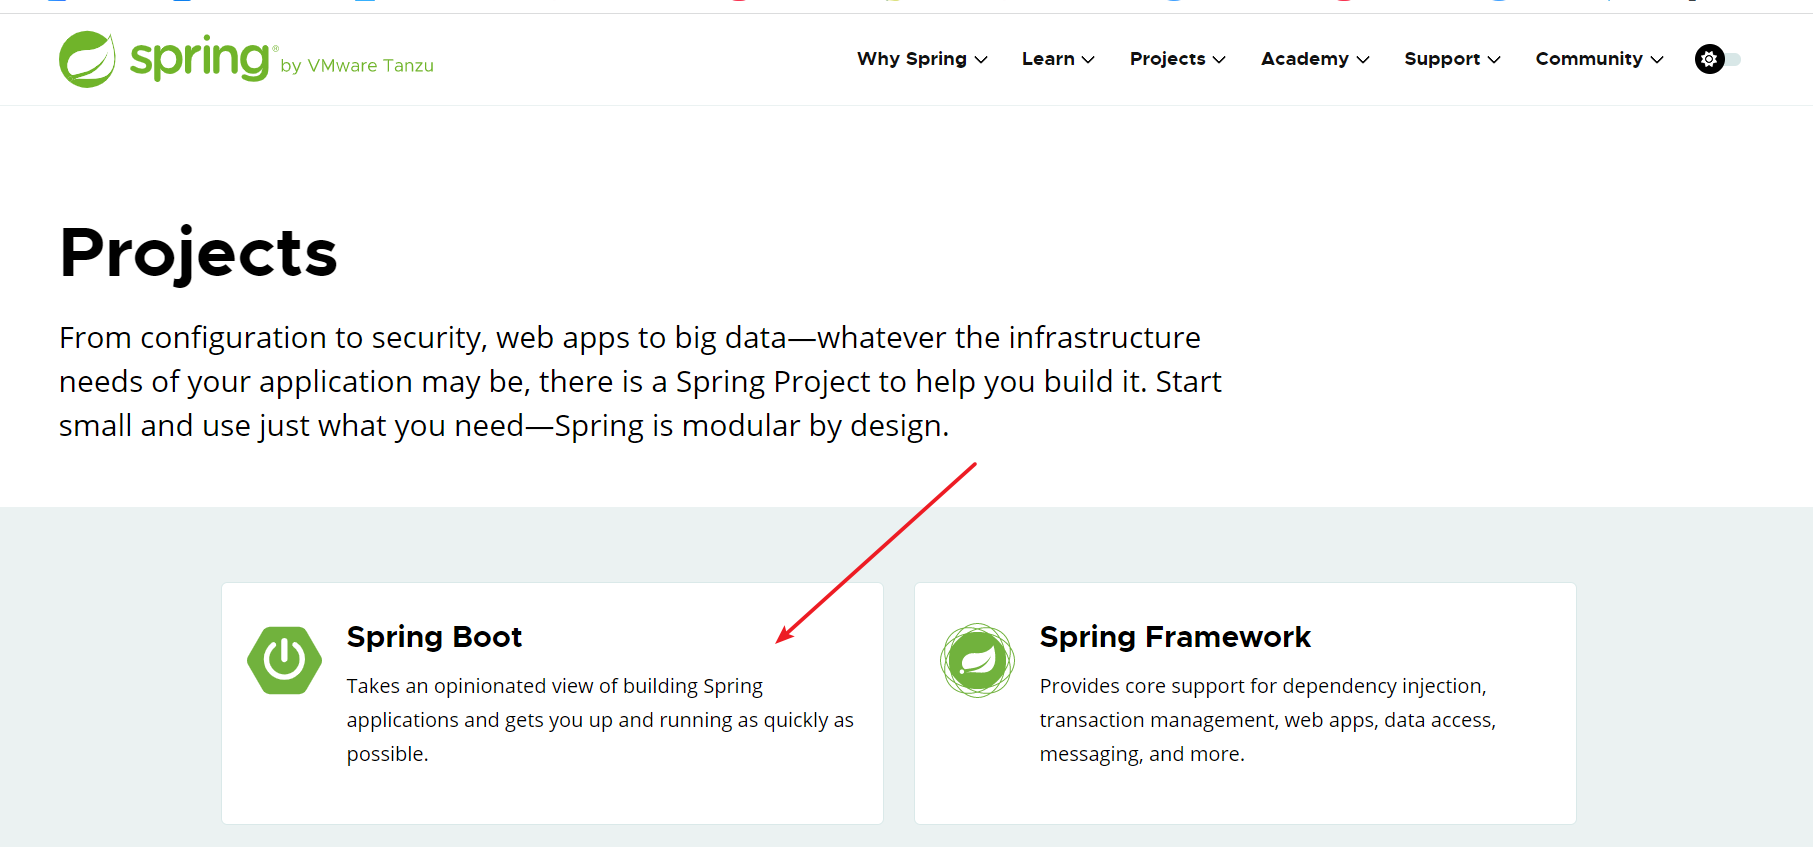 spring® by VMware Tanzu
Why Spring
Learn
Projects
Academy
Support
Community
Projects
From configuration to security, web apps to big data—whatever the infrastructure
needs of your application may be, there is a Spring Project to help you build it. Start
small and use just what you need—Spring is modular by design.
Spring Boot
Takes an opinionated view of building Spring
applications and gets you up and running as quickly as
possible.
Spring Framework
Provides core support for dependency injection,
transaction management, web apps, data access,
messaging, and more.